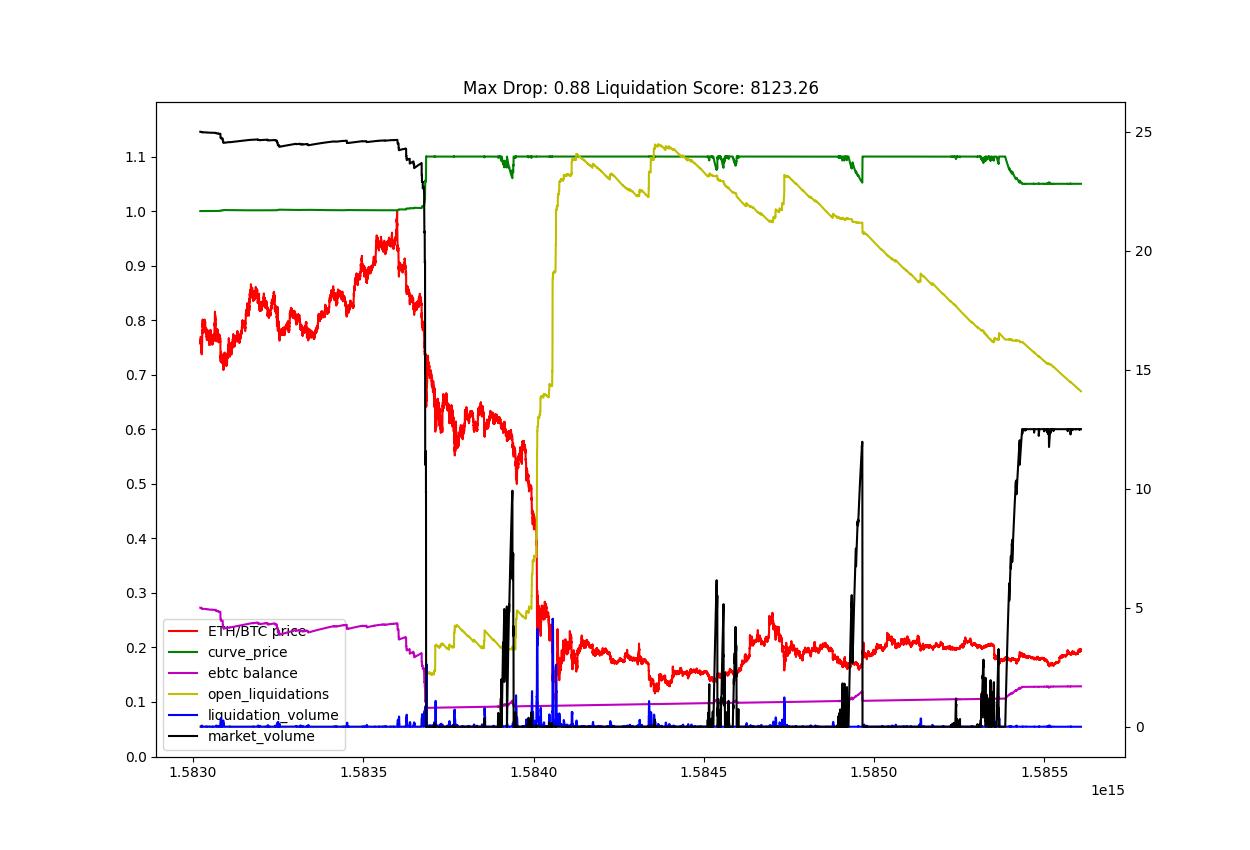 Max Drop: 0.88 Liquidation Score: 8123.26
1.1
1.0
0.9
0.8
0.7
0.6
0.5
0.4
0.3
0.2
0.1
0.0
25
20
15
10
5
0
ETH/BTC price
curve_price
ebtc balance
open_liquidations
liquidation_volume
market_volume
1.5830 1.5835 1.5840 1.5845 1.5850 1.5855
1e15